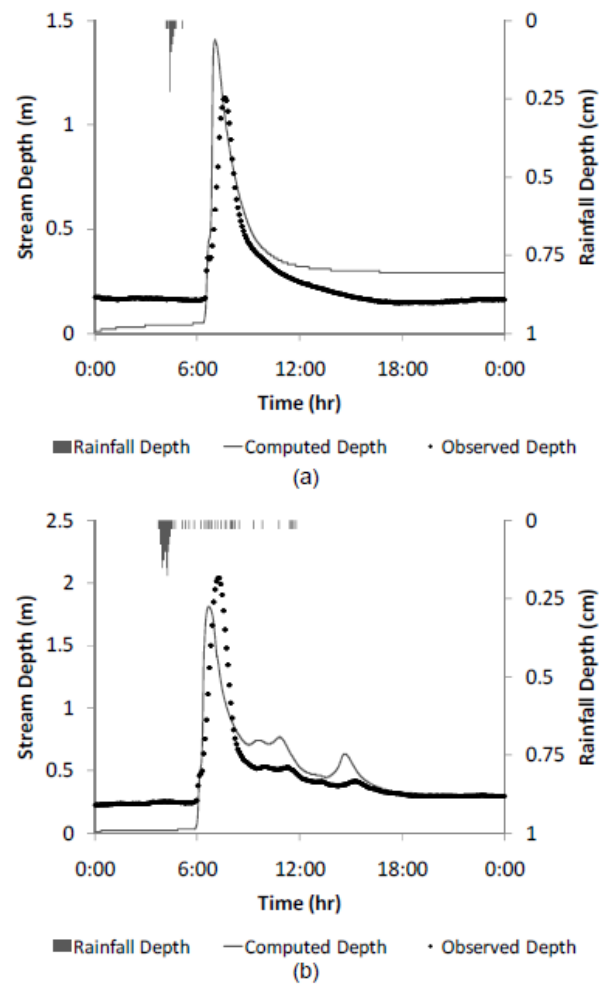 1.5
1
0.5
0
Stream Depth (m)
0
0.25
0.5
0.75
1
Rainfall Depth (cm)
0:00 6:00 12:00 18:00 0:00
Time (hr)
Rainfall Depth Computed Depth Observed Depth
(a)
2.5
2
1.5
1
0.5
0
Stream Depth (m)
0
0.25
0.5
0.75
1
Rainfall Depth (cm)
0:00 6:00 12:00 18:00 0:00
Time (hr)
Rainfall Depth Computed Depth Observed Depth
(b)